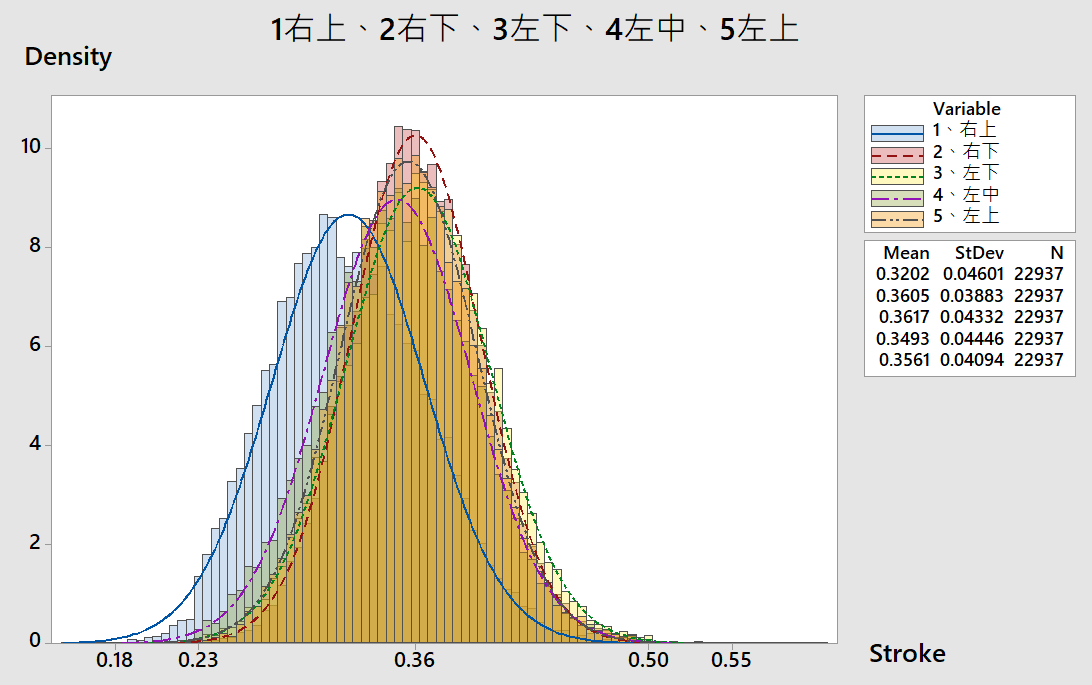 1右上、2右下、3左下、4左中、5左上
Density
10
8
6
4
2
0
0.18 0.23 0.36 0.50 0.55
Stroke
Variable
1、右上
2、右下
3、左下
4、左中
5、左上
Mean StDev N
0.3202 0.04601 22937
0.3605 0.03883 22937
0.3617 0.04332 22937
0.3493 0.04446 22937
0.3561 0.04094 22937